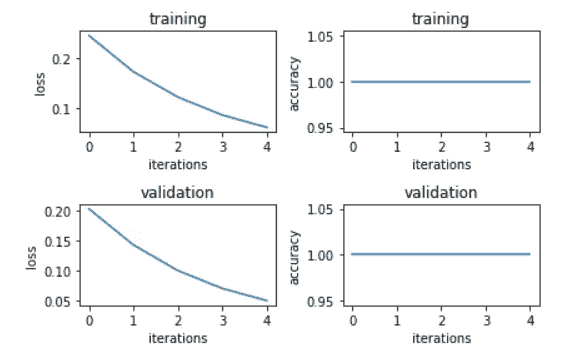 training
loss
0.2
0.1
0 1 2 3 4
iterations
training
accuracy
1.05
1.00
0.95
0 1 2 3 4
iterations
validation
loss
0.20
0.15
0.10
0.05
0 1 2 3 4
iterations
validation
accuracy
1.05
1.00
0.95
0 1 2 3 4
iterations